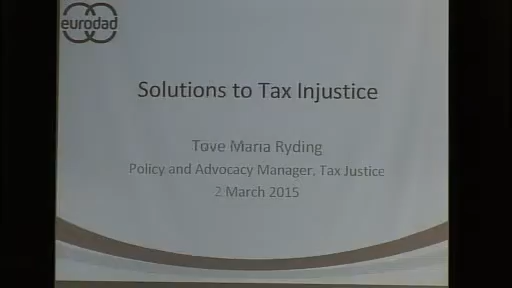 eurodad
Solutions to Tax Injustice
Tove Maria Ryding
Policy and Advocacy Manager, Tax Justice
2 March 2015